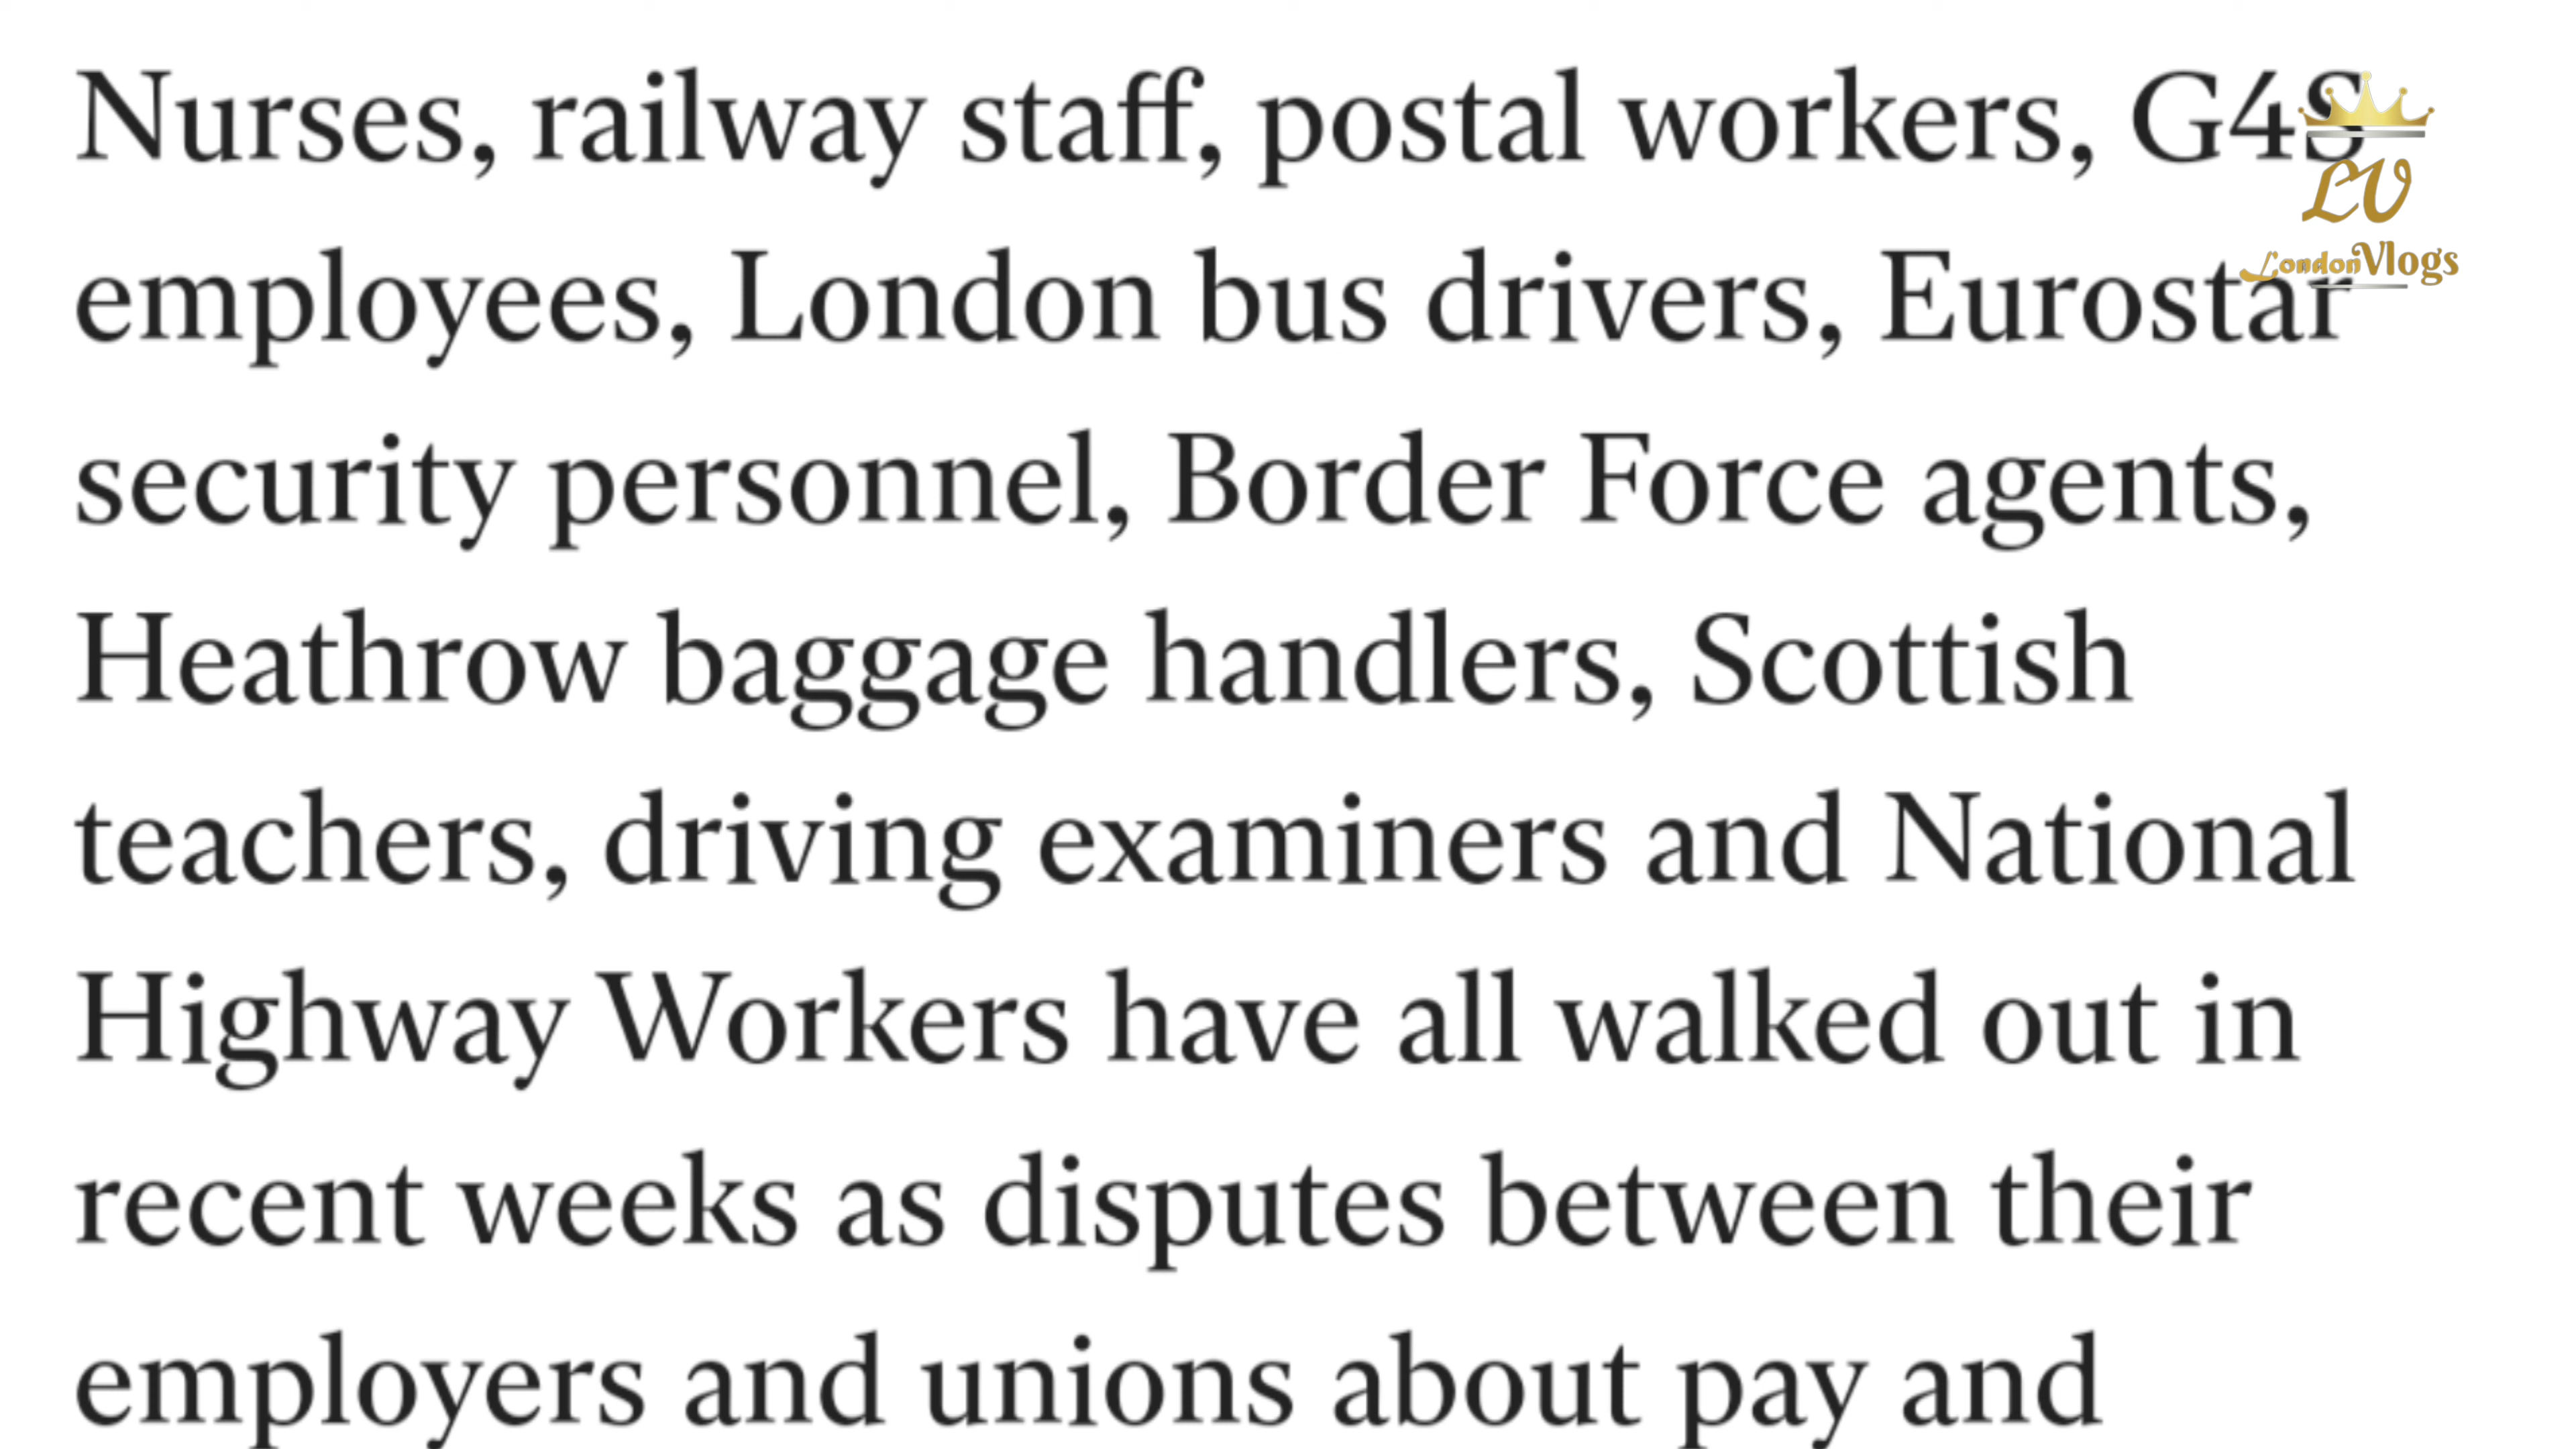 Nurses, railway staff, postal workers, G4S
LV
LondonVlogs
employees, London bus drivers, Eurostar
security personnel, Border Force agents,
Heathrow baggage handlers, Scottish
teachers, driving examiners and National
Highway Workers have all walked out in
recent weeks as disputes between their
employers and unions about pay and